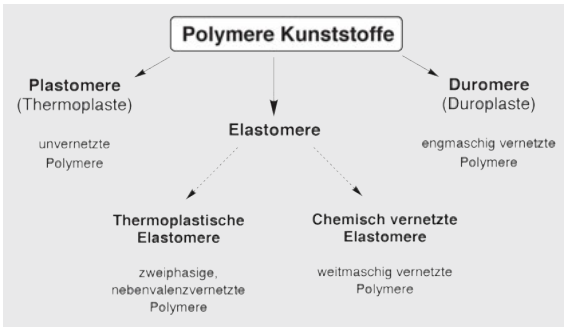 Polymere Kunststoffe
Plastomere
(Thermoplaste)
unvernetzte
Polymere
Elastomere
Duromere
(Duroplaste)
engmaschig vernetzte
Polymere
Thermoplastische
Elastomere
zweiphasige,
nebenvalenzvernetzte
Polymere
Chemisch vernetzte
Elastomere
weitmaschig vernetzte
Polymere